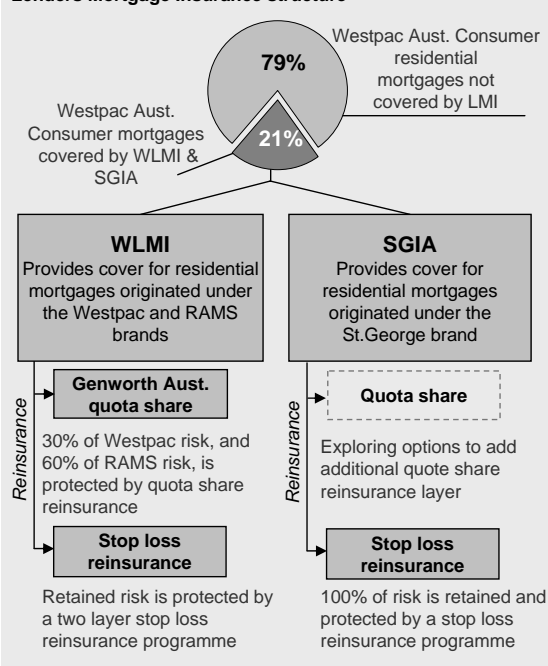 Lenders Mortgage Insurance Structure
79%
Westpac Aust. Consumer
residential
mortgages not
covered by LMI
Westpac Aust.
Consumer mortgages
covered by WLMI &
SGIA
21%
WLMI
Provides cover for residential
mortgages originated under
the Westpac and RAMS
brands
SGIA
Provides cover for
residential mortgages
originated under the
St.George brand
Reinsurance
Genworth Aust.
quota share
30% of Westpac risk, and
60% of RAMS risk, is
protected by quota share
reinsurance
Stop loss
reinsurance
Retained risk is protected by
a two layer stop loss
reinsurance programme
Reinsurance
Quota share
Exploring options to add
additional quote share
reinsurance layer
Stop loss
reinsurance
100% of risk is retained and
protected by a stop loss
reinsurance programme